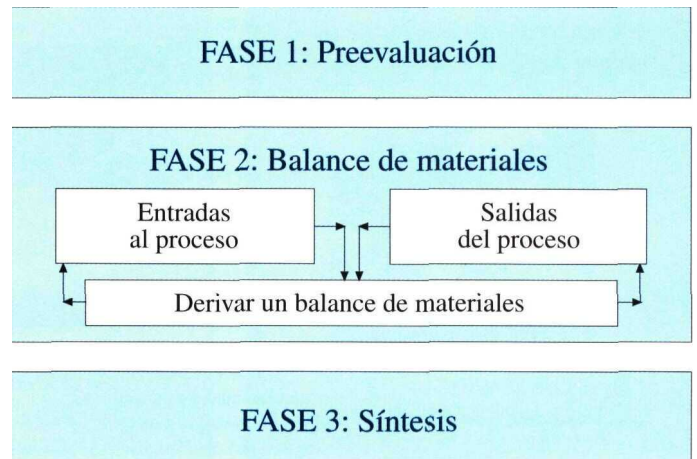 FASE 1: Preevaluación
FASE 2: Balance de materiales
Entradas
al proceso
Salidas
del proceso
Derivar un balance de materiales
FASE 3: Síntesis